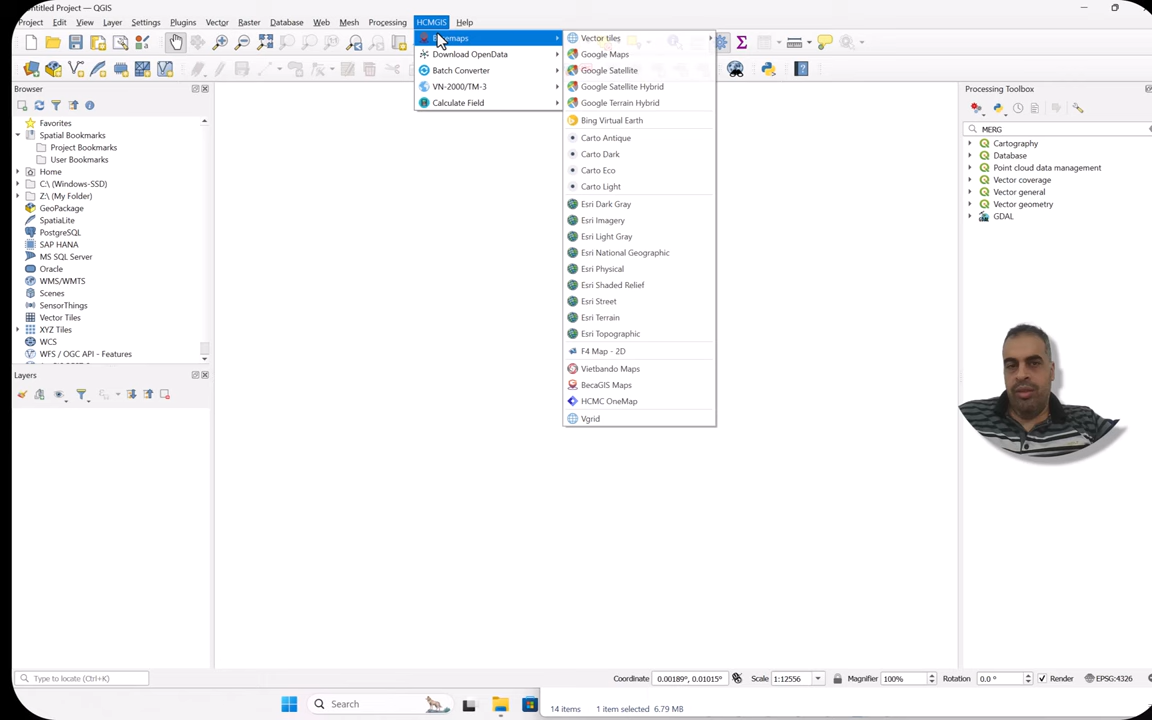 Untitled Project — QGIS
Project Edit View Layer Settings Plugins Vector Raster Database Web Mesh Processing HCMGIS Help
Download OpenData
Batch Converter
VN-2000/TM-3
Calculate Field
Vector tiles
Google Maps
Google Satellite
Google Satellite Hybrid
Google Terrain Hybrid
Bing Virtual Earth
Carto Antique
Carto Dark
Carto Eco
Carto Light
Esri Dark Gray
Esri Imagery
Esri Light Gray
Esri National Geographic
Esri Physical
Esri Shaded Relief
Esri Street
Esri Terrain
Esri Topographic
F4 Map - 2D
Vietbando Maps
BecaGIS Maps
HCMC OneMap
Vgrid
Browser
Favorites
Spatial Bookmarks
Project Bookmarks
User Bookmarks
Home
C:\ (Windows-SSD)
Z:\ (My Folder)
GeoPackage
SpatiaLite
PostgreSQL
SAP HANA
MS SQL Server
Oracle
WMS/WMTS
Scenes
SensorThings
Vector Tiles
XYZ Tiles
WCS
WFS / OGC API - Features
Layers
Processing Toolbox
MERG
Cartography
Database
Point cloud data management
Vector coverage
Vector general
Vector geometry
GDAL
Type to locate (Ctrl+K)
Coordinate 0.00189°, 0.01015° Scale 1:12556 Magnifier 100% Rotation 0.0 ° Render EPSG:4326
Search
14 items 1 item selected 6.79 MB